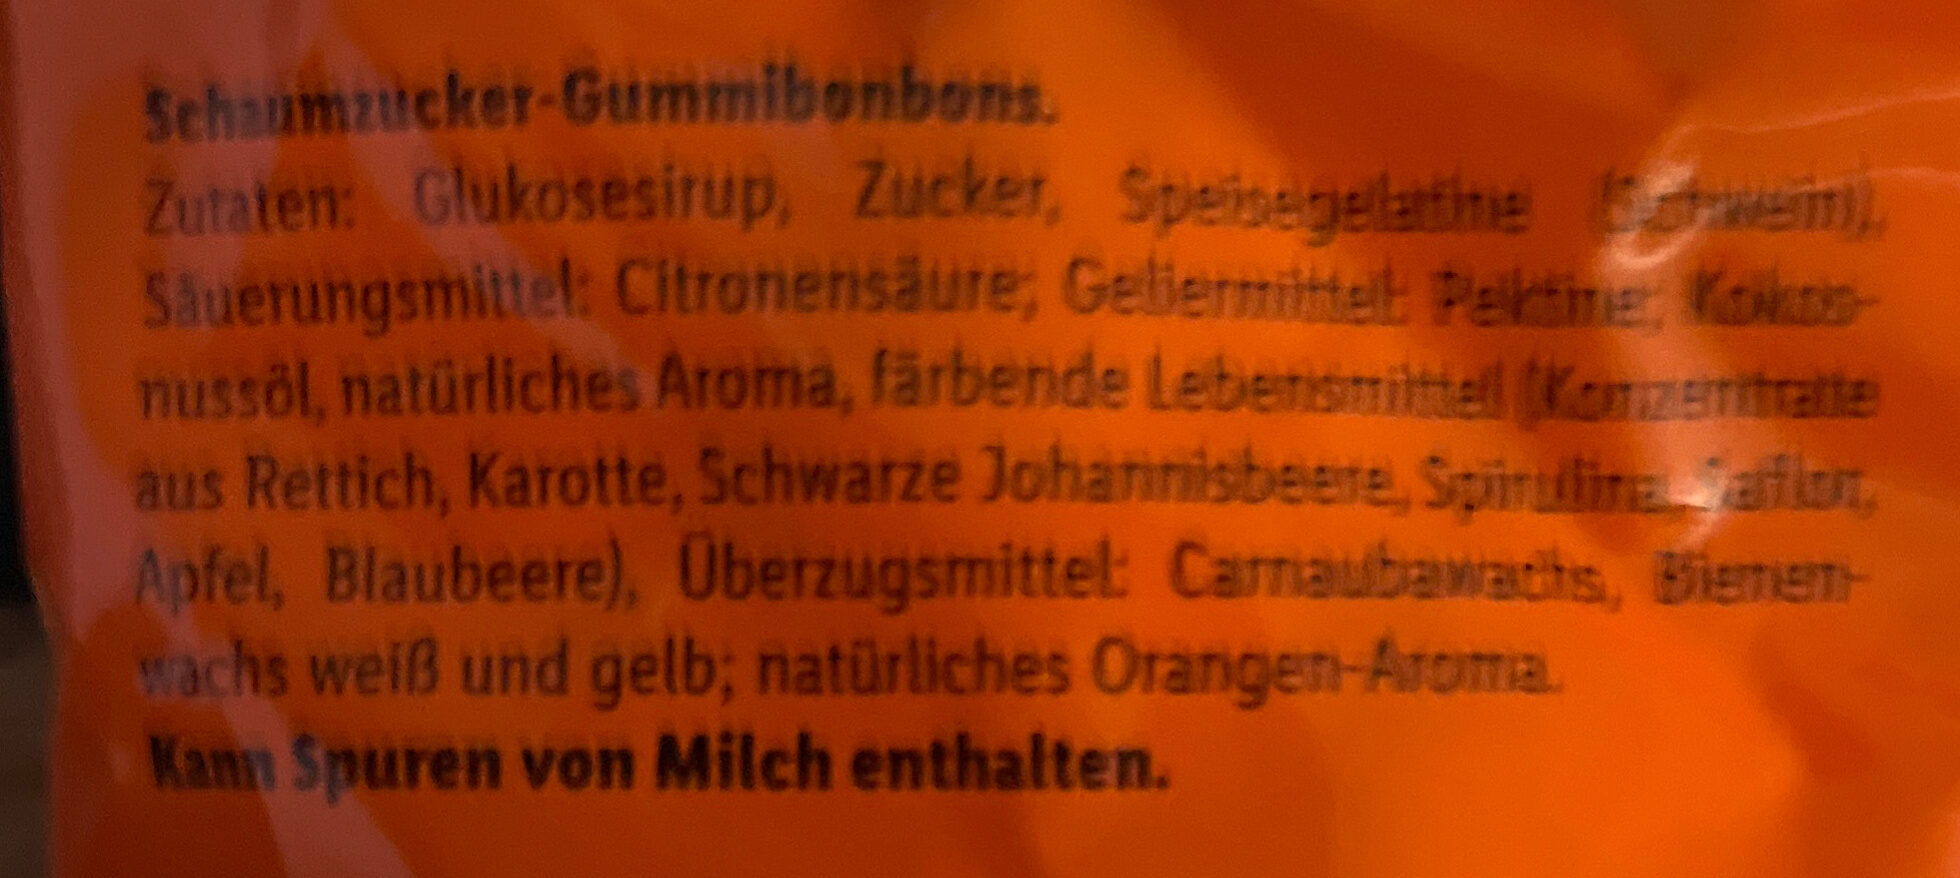 Schaumzucker-Gummibonbons.
Zutaten: Glukosesirup, Zucker, Speisegelatine (Schwein),
Säuerungsmittel: Citronensäure; Geliermittel: Pektine; Kokos-
nussöl, natürliches Aroma, färbende Lebensmittel (Konzentrate
aus Rettich, Karotte, Schwarze Johannisbeere, Spirulina, Saflor,
Apfel, Blaubeere), Überzugsmittel: Carnaubawachs, Bienen-
wachs weiß und gelb; natürliches Orangen-Aroma.
Kann Spuren von Milch enthalten.